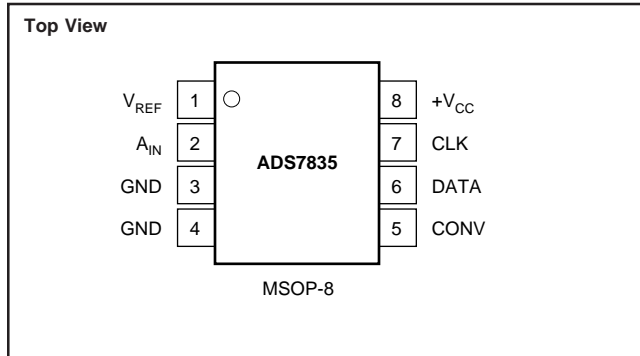 Top View
V_REF 1 8 +V_CC
A_IN 2 7 CLK
ADS7835
GND 3 6 DATA
GND 4 5 CONV
MSOP-8